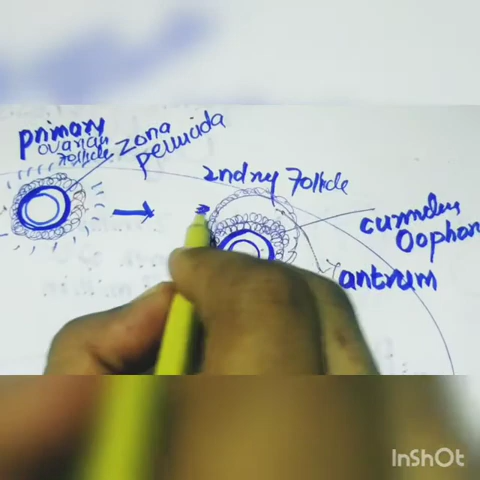 primary
ovarian
Follicle
zona
pellucida
2ndry Follicle
cumulus
Oophor
antrum
InShOt